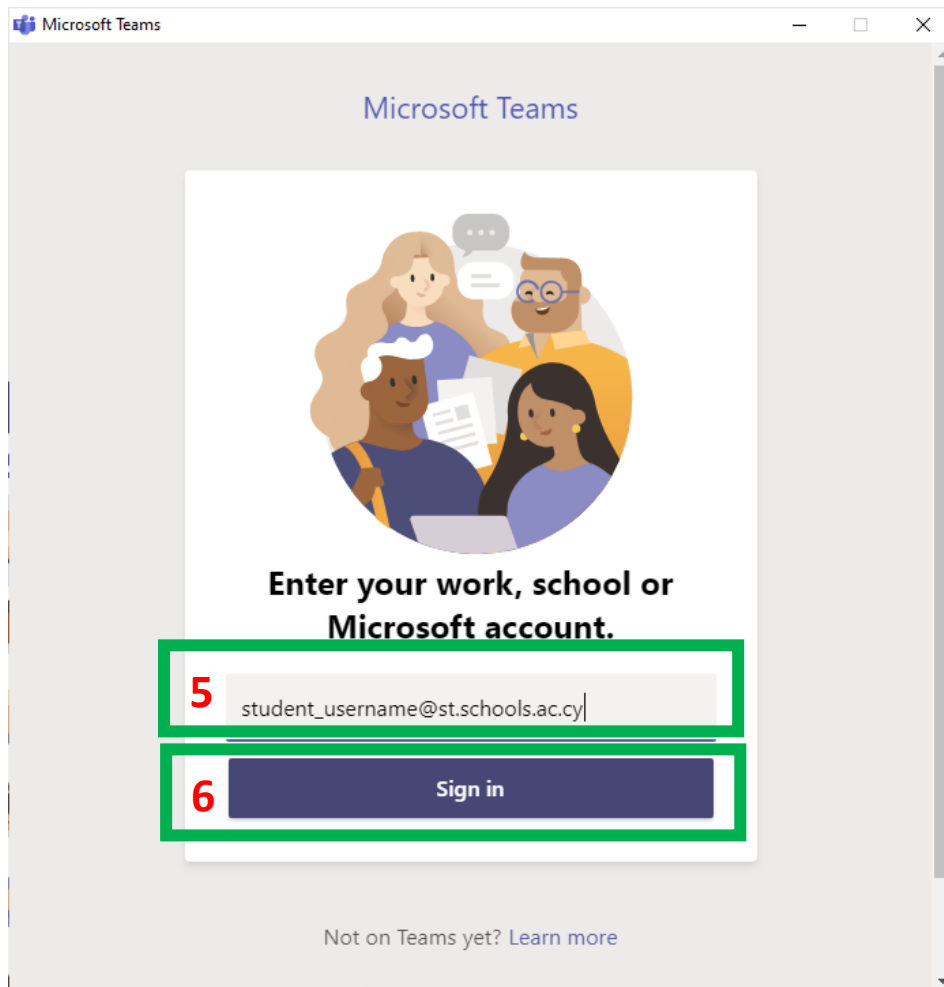 Microsoft Teams
Microsoft Teams
Enter your work, school or
Microsoft account.
5
student_username@st.schools.ac.cy
6
Sign in
Not on Teams yet? Learn more